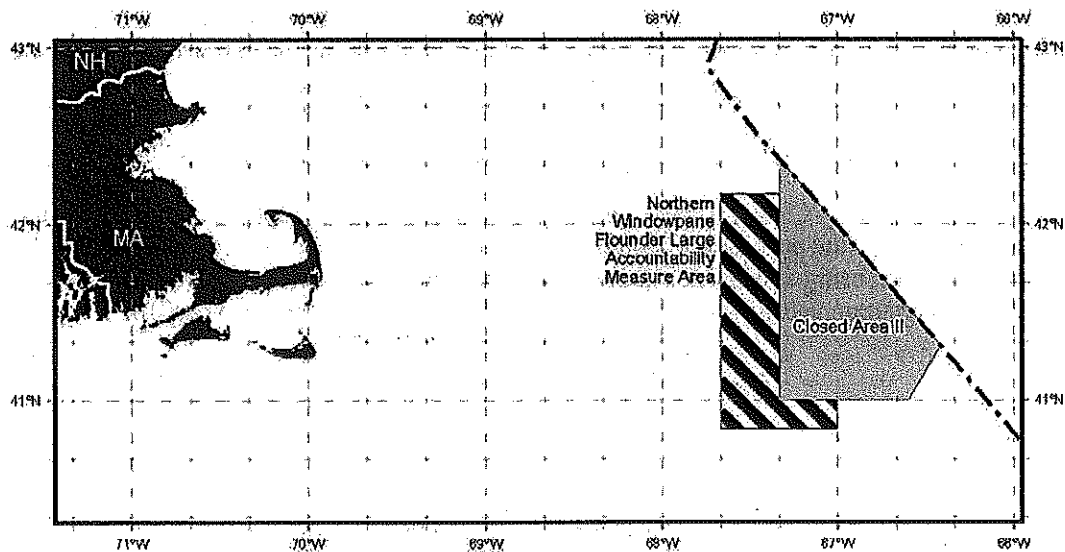 71°W 70°W 69°W 68°W 67°W 66°W
43°N 43°N
NH
Northern
Windowpane
Flounder Large
Accountability
Measure Area
42°N 42°N
MA
Closed Area II
41°N 41°N
71°W 70°W 69°W 68°W 67°W 66°W